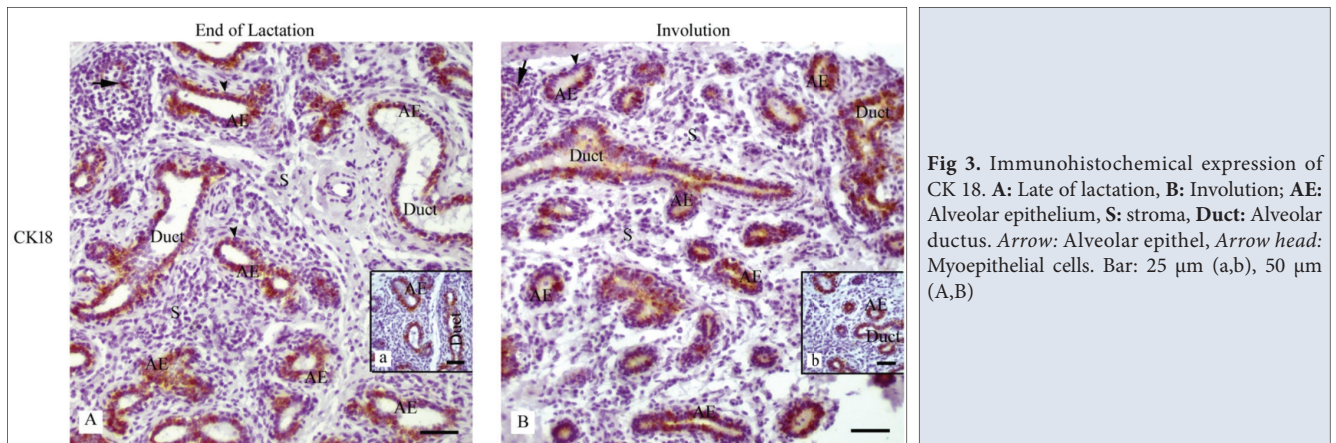 End of Lactation
Involution
CK18
AE
AE
S
Duct
Duct
AE
S
AE
AE
AE
a
AE
Duct
A
AE
AE
Duct
S
Duct
AE
S
AE
AE
AE
b
AE
Duct
B
Fig 3. Immunohistochemical expression of
CK 18. A: Late of lactation, B: Involution; AE:
Alveolar epithelium, S: stroma, Duct: Alveolar
ductus. Arrow: Alveolar epithel, Arrow head:
Myoepithelial cells. Bar: 25 µm (a,b), 50 µm
(A,B)